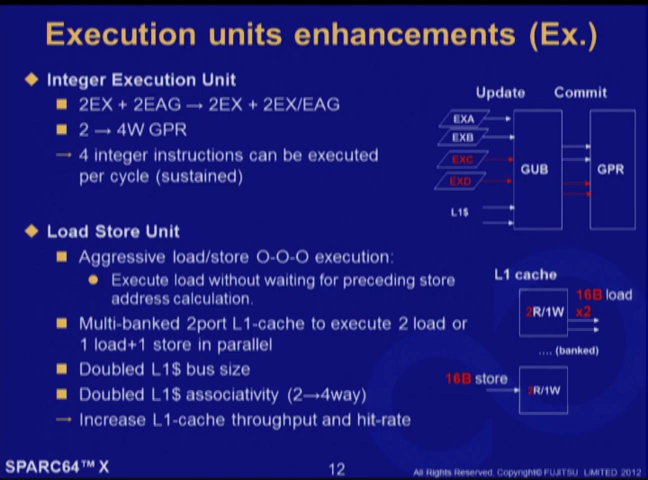 Execution units enhancements (Ex.)
Integer Execution Unit
2EX + 2EAG → 2EX + 2EX/EAG
2 → 4W GPR
→ 4 integer instructions can be executed
per cycle (sustained)
Update Commit
EXA
EXB
EXC
EXD
L1$
GUB
GPR
Load Store Unit
Aggressive load/store O-O-O execution:
Execute load without waiting for preceding store
address calculation.
Multi-banked 2port L1-cache to execute 2 load or
1 load+1 store in parallel
Doubled L1$ bus size
Doubled L1$ associativity (2→4way)
→ Increase L1-cache throughput and hit-rate
L1 cache
2R/1W
16B load
x2
.... (banked)
16B store
2R/1W
SPARC64™ X
12
All Rights Reserved, Copyright© FUJITSU LIMITED 2012